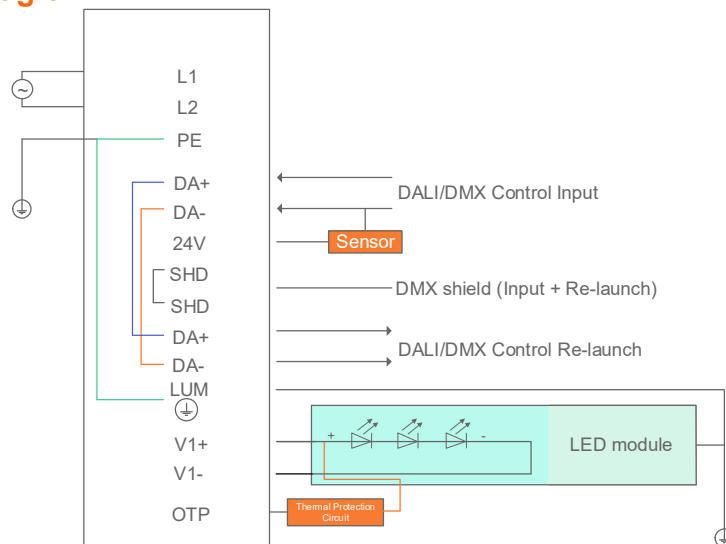 L1
L2
PE
DA+
DALI/DMX Control Input
DA-
24V
Sensor
SHD
DMX shield (Input + Re-launch)
SHD
DA+
DALI/DMX Control Re-launch
DA-
LUM
V1+
+
-
LED module
V1-
Thermal Protection
Circuit
OTP